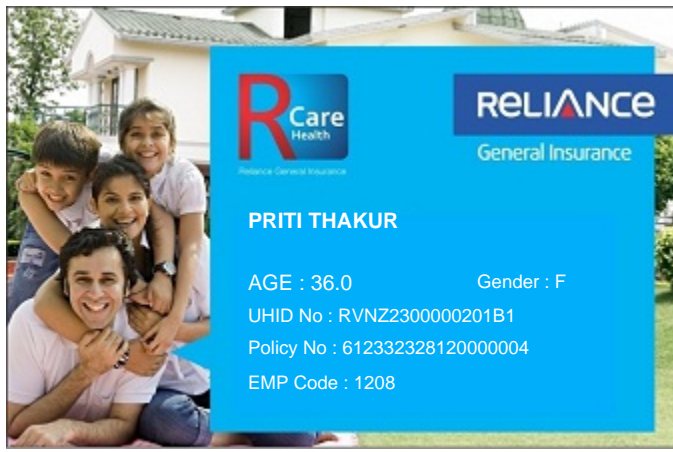 R Care
Health
Reliance General Insurance
RELIANCE
General Insurance
PRITI THAKUR
AGE : 36.0 Gender : F
UHID No : RVNZ2300000201B1
Policy No : 612332328120000004
EMP Code : 1208